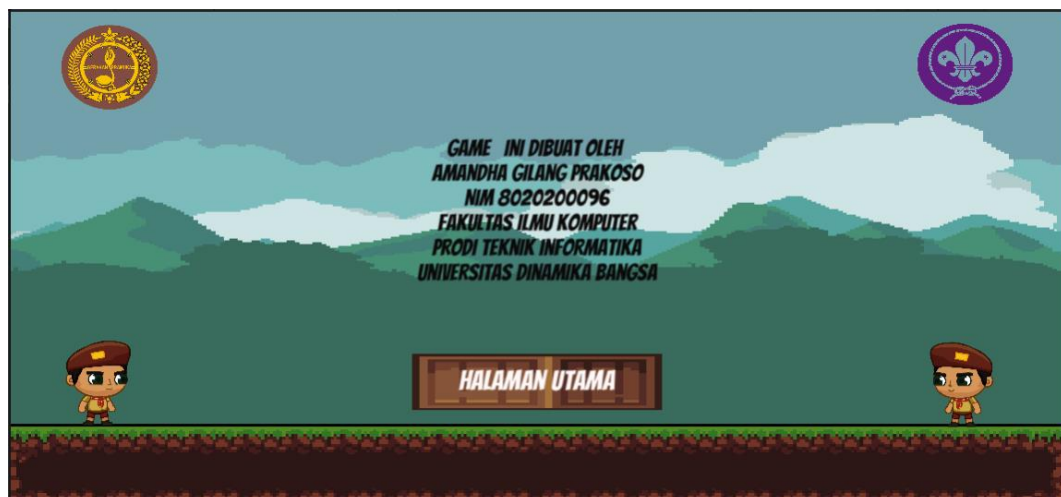 GAME INI DIBUAT OLEH
AMANDHA GILANG PRAKOSO
NIM 8020200096
FAKULTAS ILMU KOMPUTER
PRODI TEKNIK INFORMATIKA
UNIVERSITAS DINAMIKA BANGSA
HALAMAN UTAMA